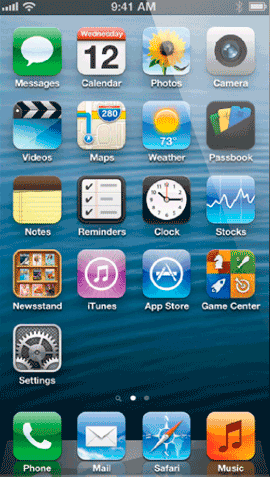 9:41 AM
Wednesday
12
280
73°
Messages Calendar Photos Camera
Videos Maps Weather Passbook
Notes Reminders Clock Stocks
Newsstand iTunes App Store Game Center
Settings
Phone Mail Safari Music